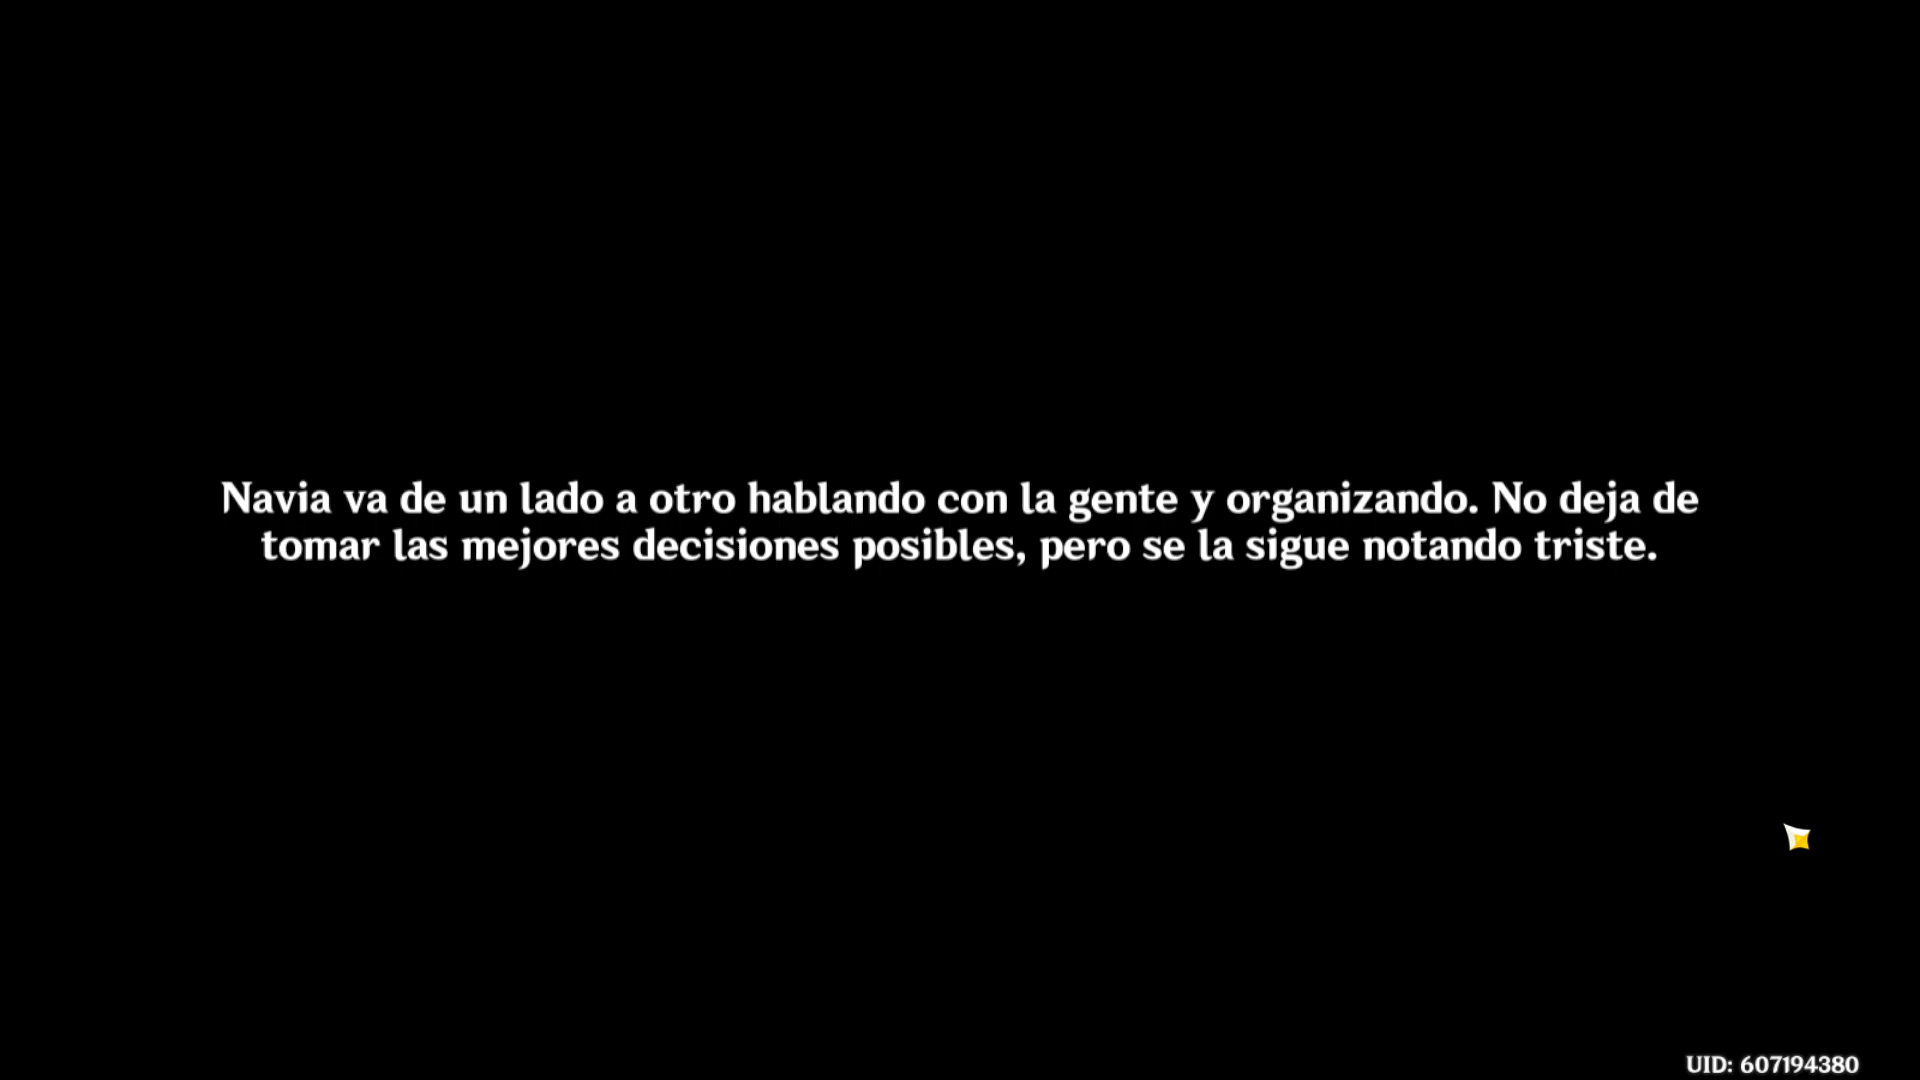 Navia va de un lado a otro hablando con la gente y organizando. No deja de
tomar las mejores decisiones posibles, pero se la sigue notando triste.
UID: 607194380